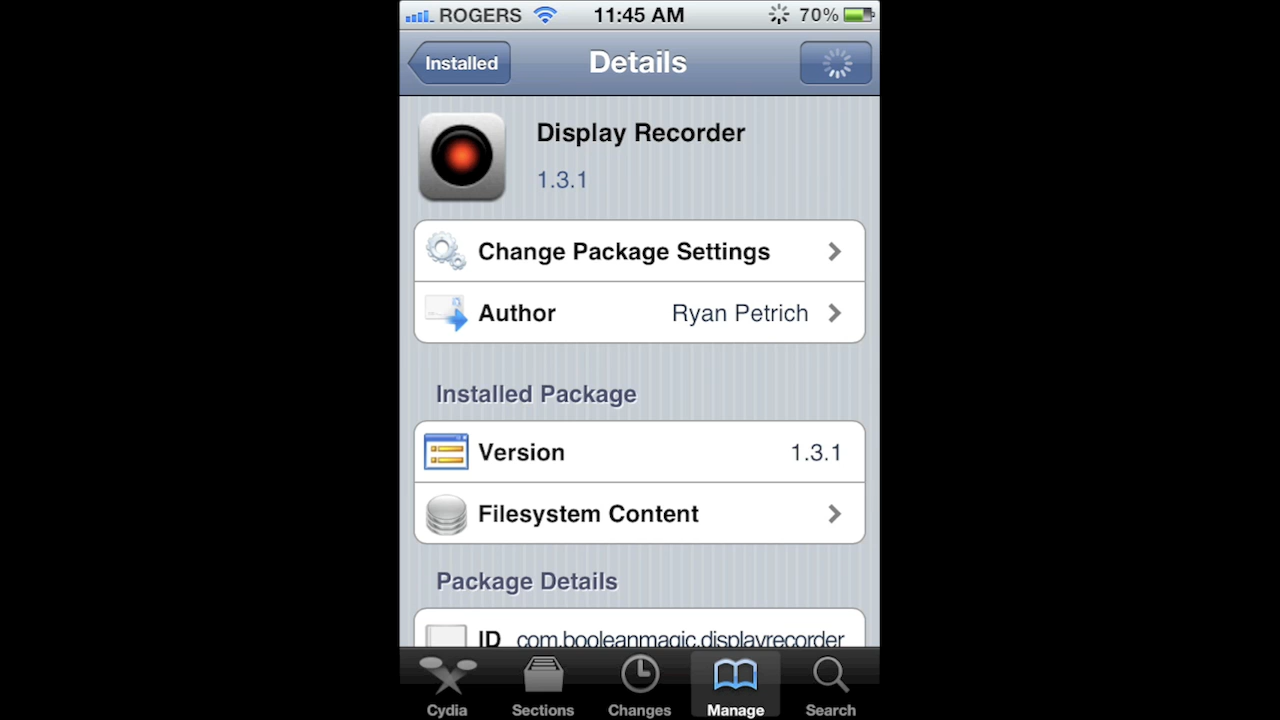 ROGERS 11:45 AM 70%
Installed Details
Display Recorder
1.3.1
Change Package Settings
Author Ryan Petrich
Installed Package
Version 1.3.1
Filesystem Content
Package Details
ID com.booleanmagic.displayrecorder
Cydia Sections Changes Manage Search